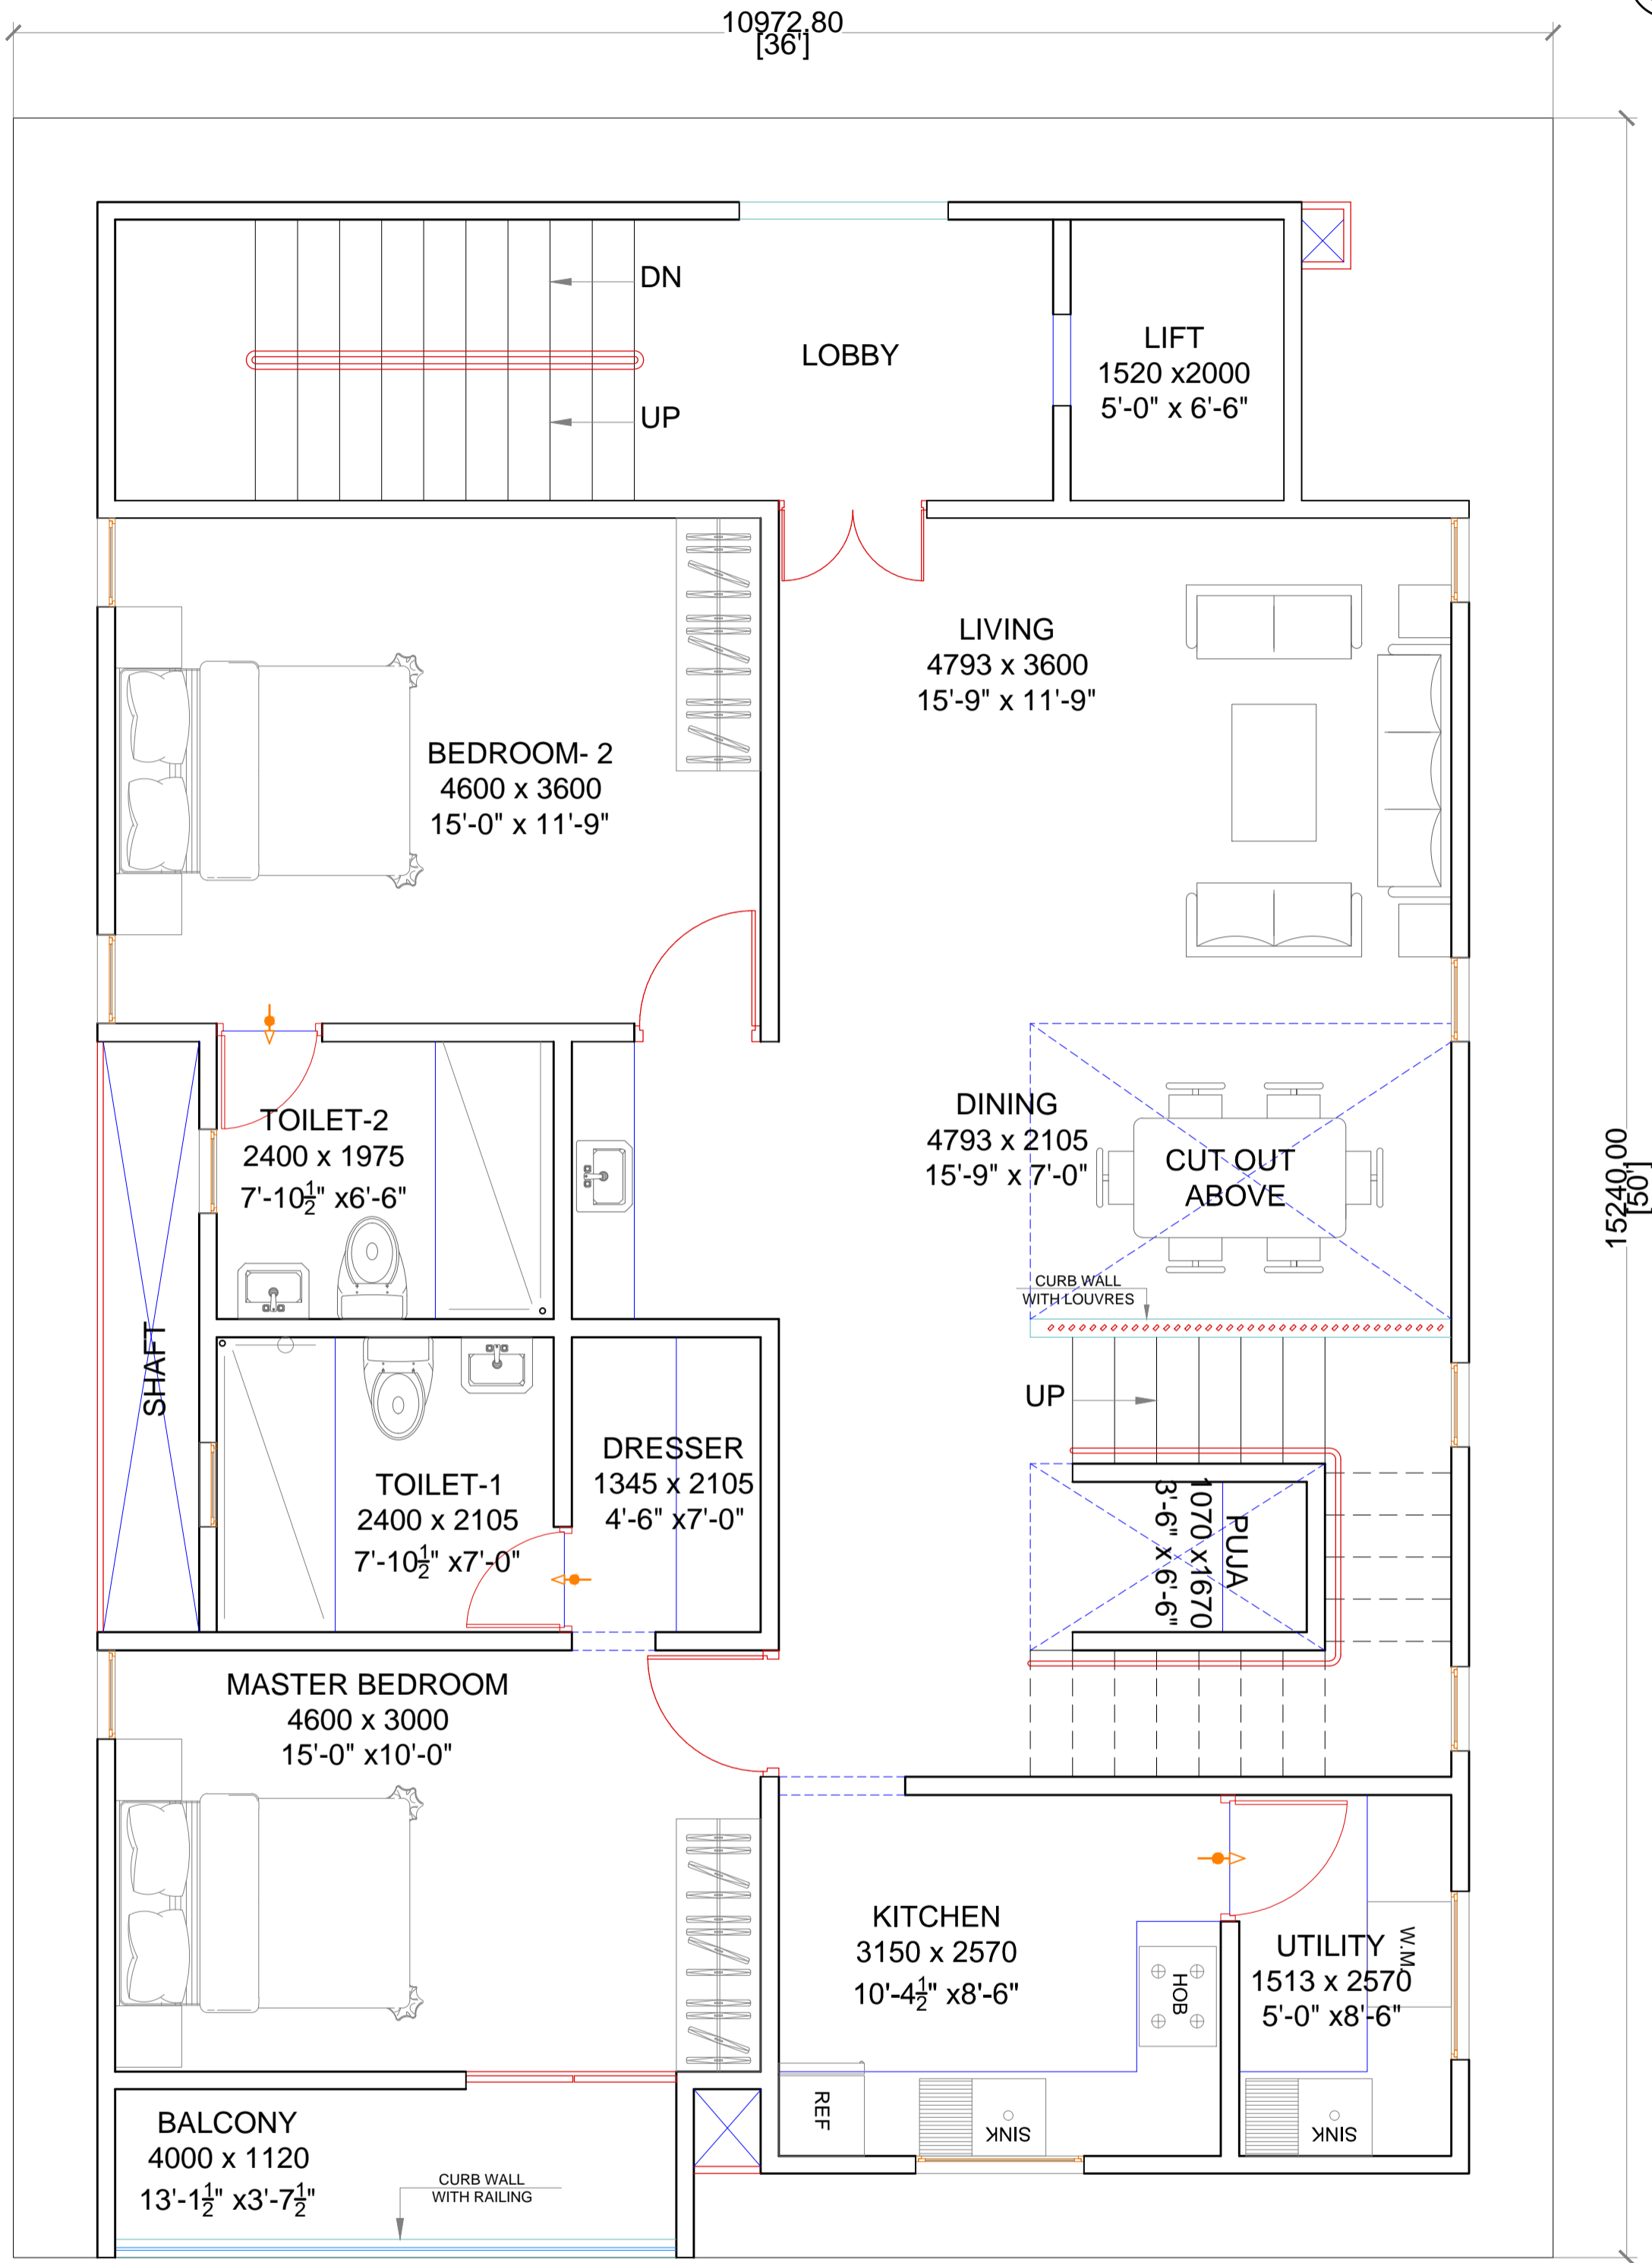 10972.80
[36']
DN
UP
LOBBY
LIFT
1520 x2000
5'-0" x 6'-6"
LIVING
4793 x 3600
15'-9" x 11'-9"
BEDROOM- 2
4600 x 3600
15'-0" x 11'-9"
TOILET-2
2400 x 1975
7'-10½" x6'-6"
DINING
4793 x 2105
15'-9" x 7'-0"
CUT OUT
ABOVE
15240.00
[50']
CURB WALL
WITH LOUVRES
SHAFT
UP
DRESSER
1345 x 2105
4'-6" x7'-0"
TOILET-1
2400 x 2105
7'-10½" x7'-0"
PUJA
1070 x1670
3'-6" x 6'-6"
MASTER BEDROOM
4600 x 3000
15'-0" x10'-0"
KITCHEN
3150 x 2570
10'-4½" x8'-6"
HOB
UTILITY
1513 x 2570
5'-0" x8'-6"
W.M.
REF
SINK
SINK
BALCONY
4000 x 1120
13'-1½" x3'-7½"
CURB WALL
WITH RAILING